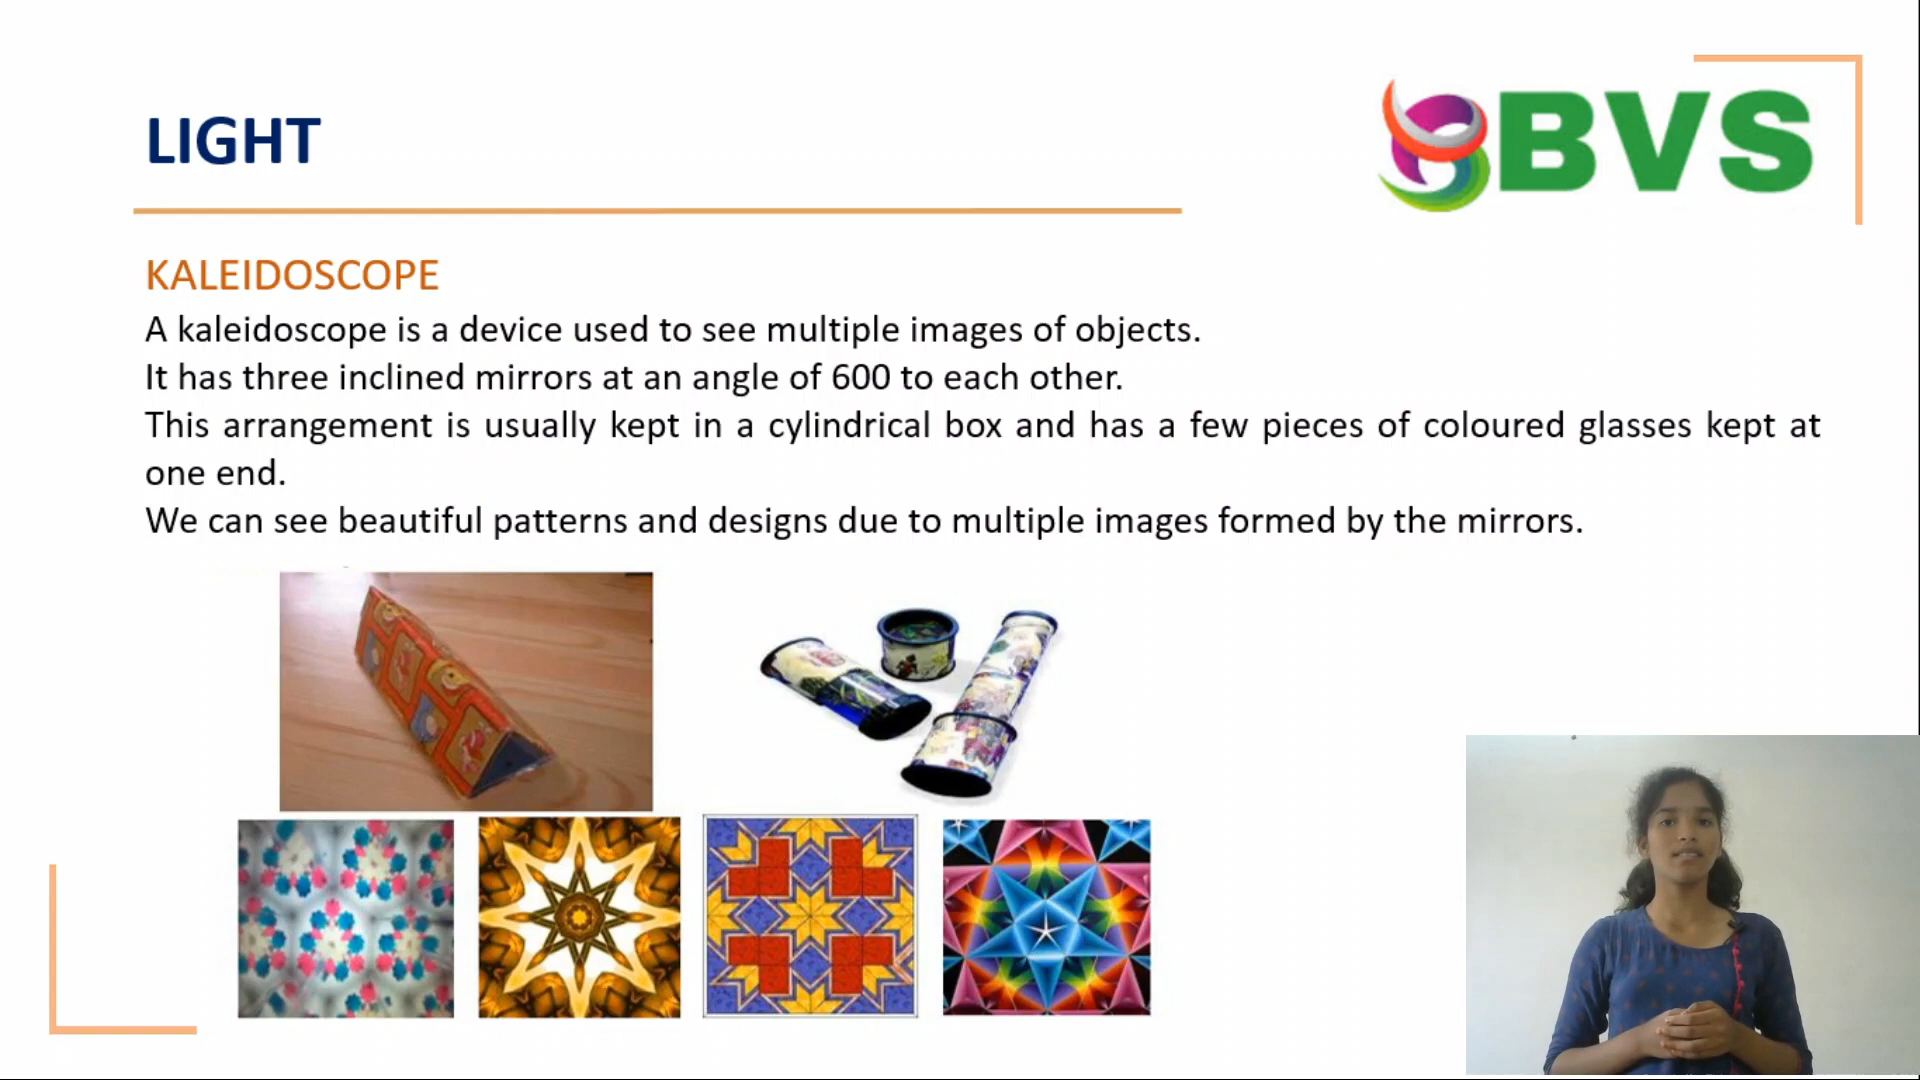 LIGHT
BVS
KALEIDOSCOPE
A kaleidoscope is a device used to see multiple images of objects.
It has three inclined mirrors at an angle of 600 to each other.
This arrangement is usually kept in a cylindrical box and has a few pieces of coloured glasses kept at
one end.
We can see beautiful patterns and designs due to multiple images formed by the mirrors.